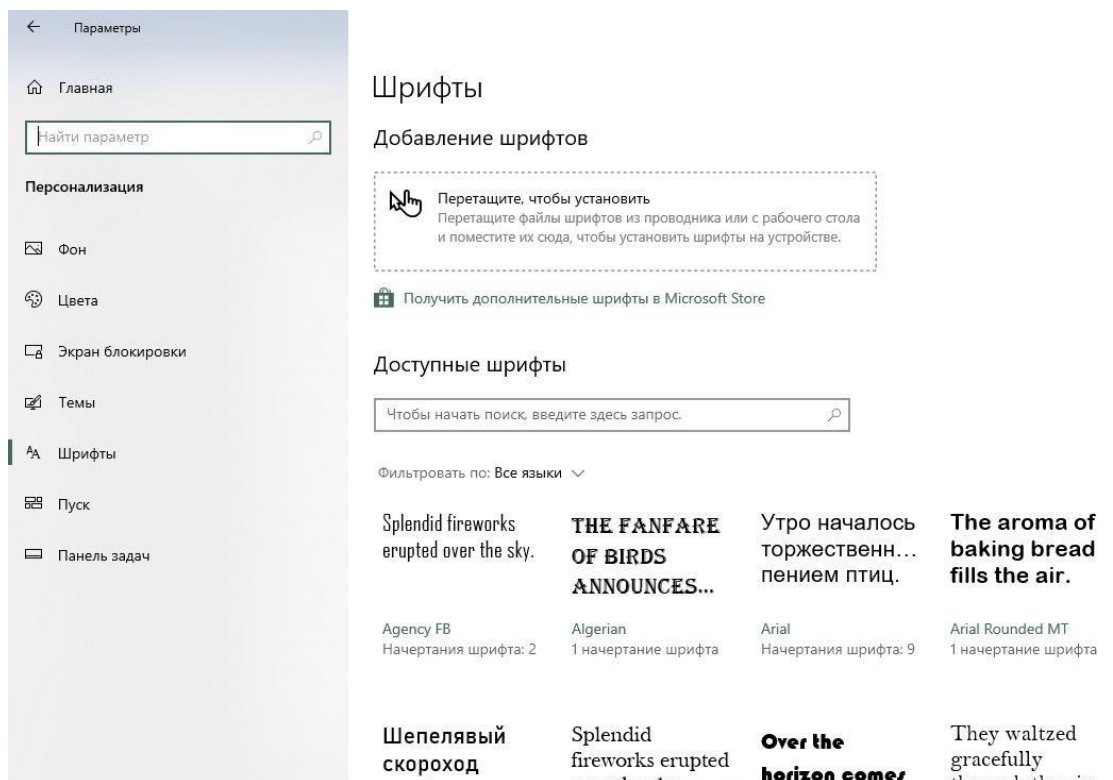 Параметры
Главная
Найти параметр
Персонализация
Фон
Цвета
Экран блокировки
Темы
Шрифты
Пуск
Панель задач
Шрифты
Добавление шрифтов
Перетащите, чтобы установить
Перетащите файлы шрифтов из проводника или с рабочего стола
и поместите их сюда, чтобы установить шрифты на устройстве.
Получить дополнительные шрифты в Microsoft Store
Доступные шрифты
Чтобы начать поиск, введите здесь запрос.
Фильтровать по: Все языки
Splendid fireworks
erupted over the sky.
Agency FB
Начертания шрифта: 2
THE FANFARE
OF BIRDS
ANNOUNCES...
Algerian
1 начертание шрифта
Утро началось
торжественн...
пением птиц.
Arial
Начертания шрифта: 9
The aroma of
baking bread
fills the air.
Arial Rounded MT
1 начертание шрифта
Шепелявый
скороход
Splendid
fireworks erupted
Over the
horizon comes
They waltzed
gracefully